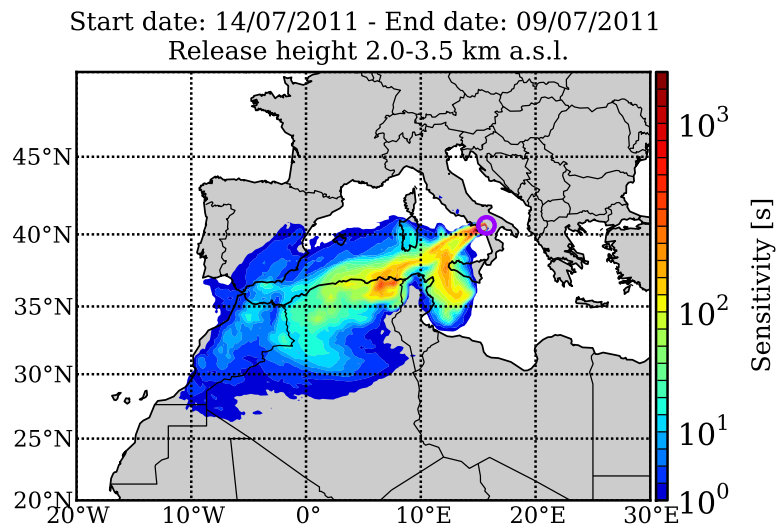 Start date: 14/07/2011 - End date: 09/07/2011
Release height 2.0-3.5 km a.s.l.
45°N
40°N
35°N
30°N
25°N
20°N
20°W
10°W
0°
10°E
20°E
30°E
10³
10²
10¹
10⁰
Sensitivity [s]